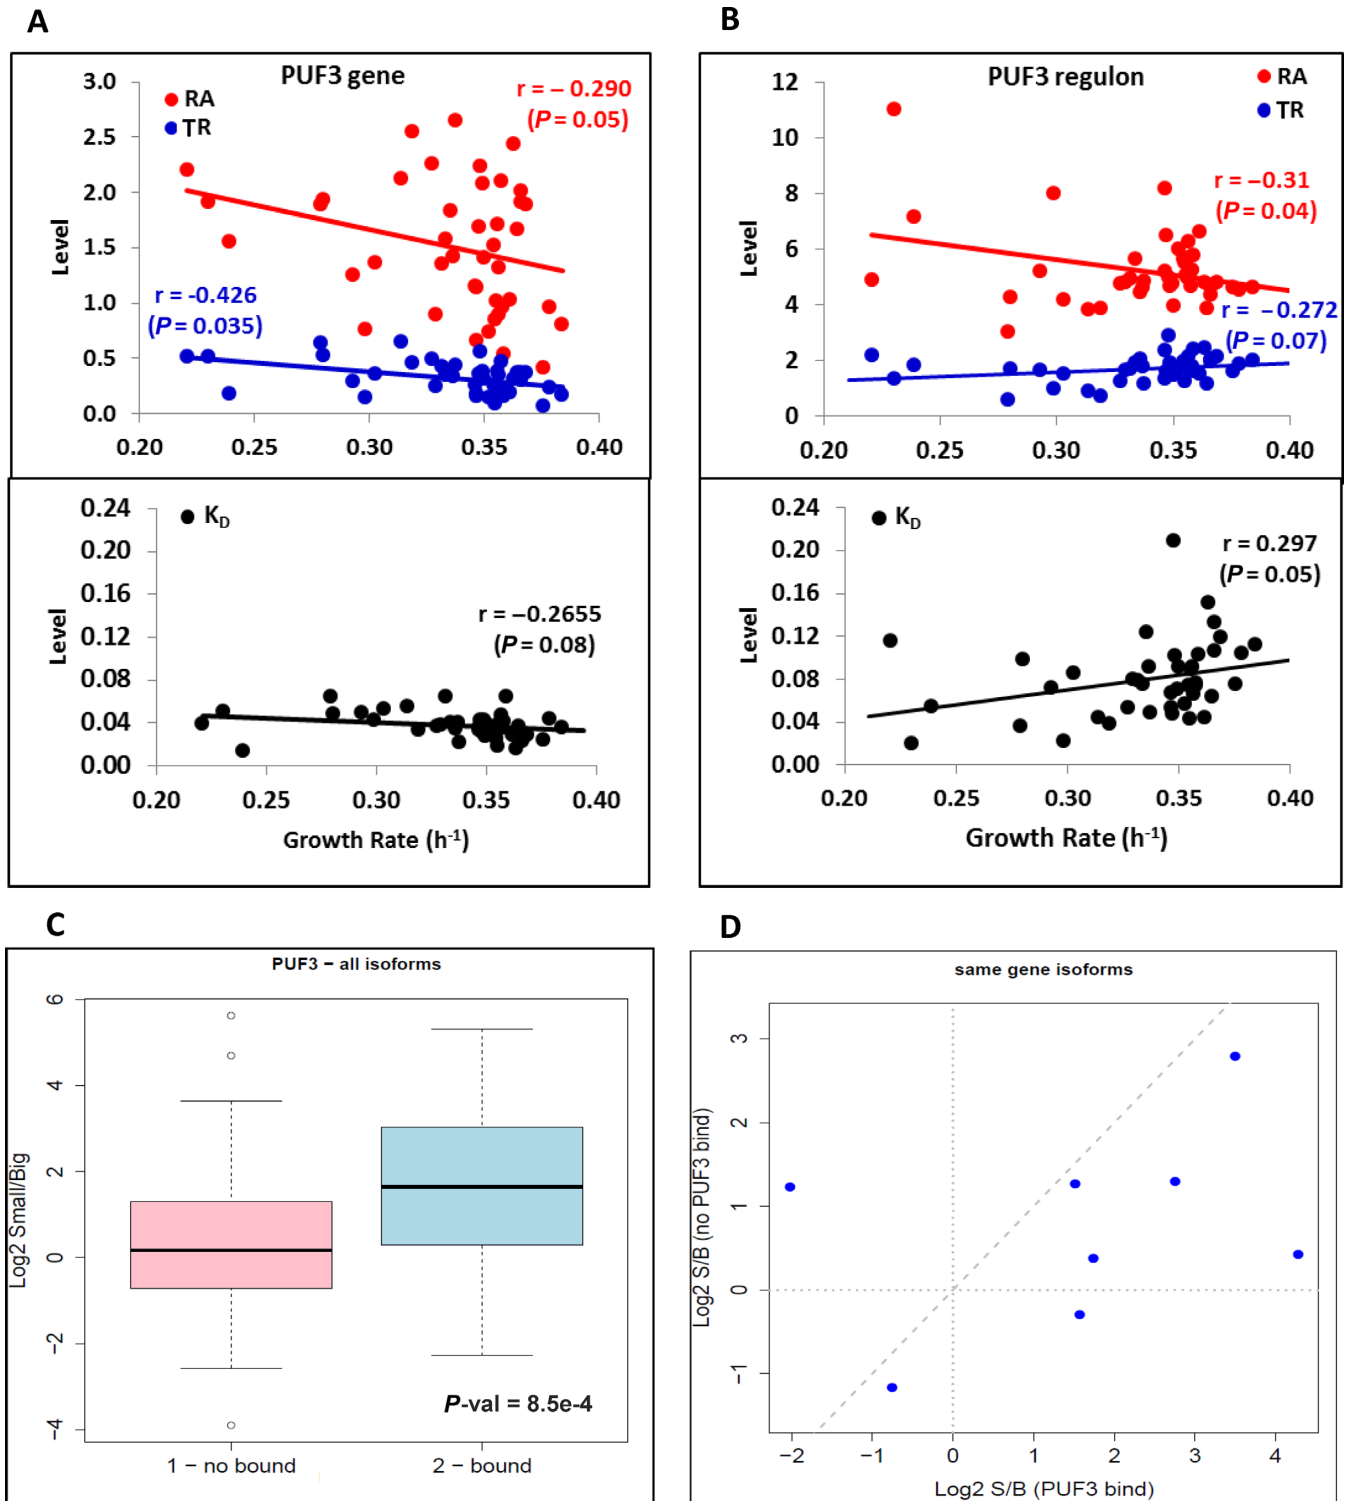 A
PUF3 gene
RA
TR
r = – 0.290
(P = 0.05)
r = -0.426
(P = 0.035)
Level
3.0
2.5
2.0
1.5
1.0
0.5
0.0
0.20 0.25 0.30 0.35 0.40
KD
r = –0.2655
(P = 0.08)
Level
0.24
0.20
0.16
0.12
0.08
0.04
0.00
0.20 0.25 0.30 0.35 0.40
Growth Rate (h-1)
B
PUF3 regulon
RA
TR
r = –0.31
(P = 0.04)
r = -0.272
(P = 0.07)
Level
12
10
8
6
4
2
0
0.20 0.25 0.30 0.35 0.40
KD
r = 0.297
(P = 0.05)
Level
0.24
0.20
0.16
0.12
0.08
0.04
0.00
0.20 0.25 0.30 0.35 0.40
Growth Rate (h-1)
C
PUF3 – all isoforms
Log2 Small/Big
6
4
2
0
−2
−4
P-val = 8.5e-4
1 − no bound 2 − bound
D
same gene isoforms
Log2 S/B (no PUF3 bind)
3
2
1
0
−1
−2 −1 0 1 2 3 4
Log2 S/B (PUF3 bind)